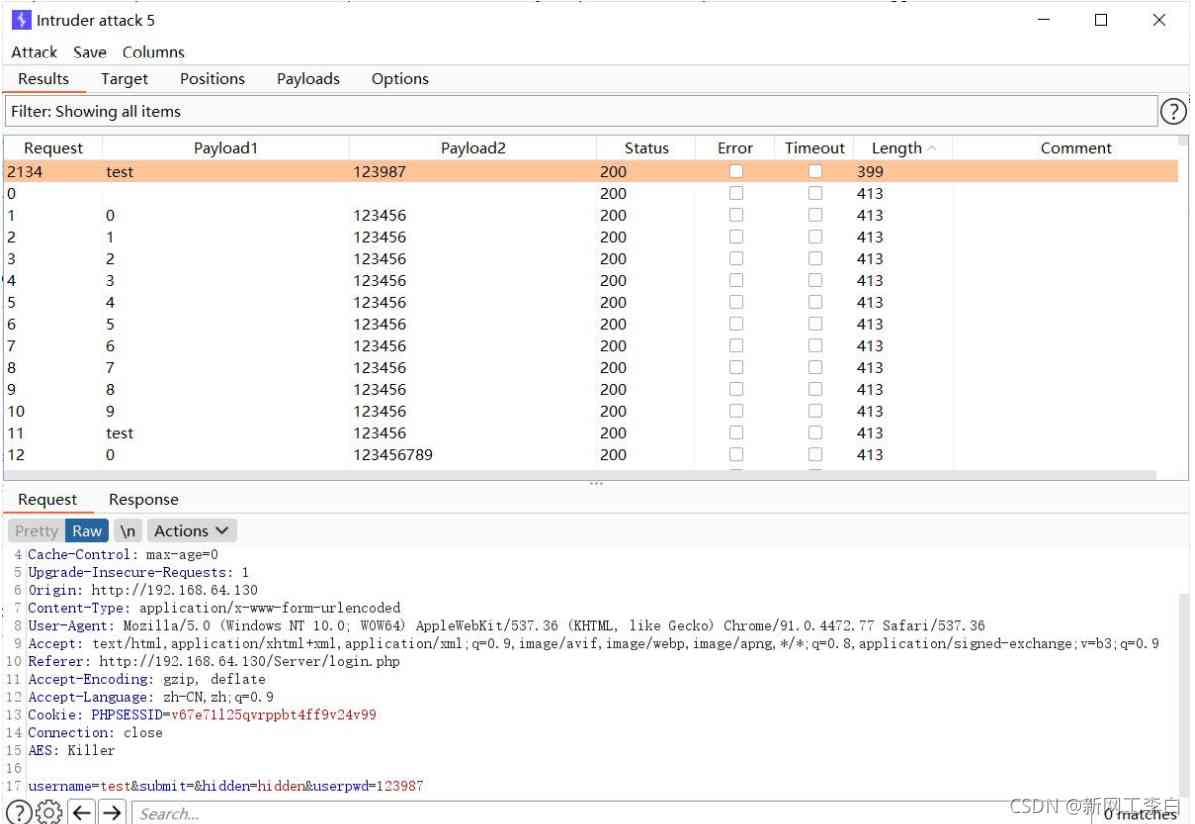 Intruder attack 5
Attack Save Columns
Results Target Positions Payloads Options
Filter: Showing all items
Request Payload1 Payload2 Status Error Timeout Length Comment
2134 test 123987 200 399
0 200 413
1 0 123456 200 413
2 1 123456 200 413
3 2 123456 200 413
4 3 123456 200 413
5 4 123456 200 413
6 5 123456 200 413
7 6 123456 200 413
8 7 123456 200 413
9 8 123456 200 413
10 9 123456 200 413
11 test 123456 200 413
12 0 123456789 200 413
Request Response
Pretty Raw \n Actions
4 Cache-Control: max-age=0
5 Upgrade-Insecure-Requests: 1
6 Origin: http://192.168.64.130
7 Content-Type: application/x-www-form-urlencoded
8 User-Agent: Mozilla/5.0 (Windows NT 10.0; WOW64) AppleWebKit/537.36 (KHTML, like Gecko) Chrome/91.0.4472.77 Safari/537.36
9 Accept: text/html,application/xhtml+xml,application/xml;q=0.9,image/avif,image/webp,image/apng,*/*;q=0.8,application/signed-exchange;v=b3;q=0.9
10 Referer: http://192.168.64.130/Server/login.php
11 Accept-Encoding: gzip, deflate
12 Accept-Language: zh-CN,zh;q=0.9
13 Cookie: PHPSESSID=v67e71l25qvrppbt4ff9v24v99
14 Connection: close
15 AES: Killer
16
17 username=test&submit=&hidden=hidden&userpwd=123987
Search...
0 matches
CSDN @新网工李白